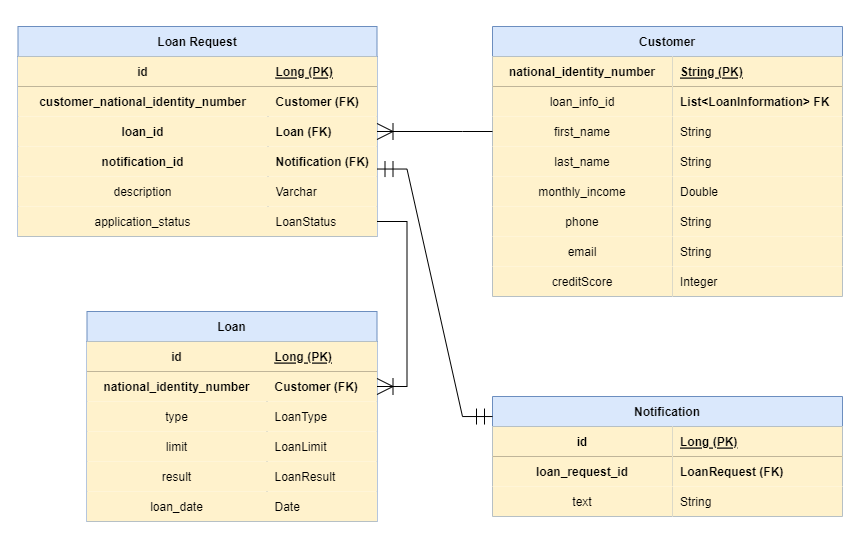 Loan Request
id Long (PK)
customer_national_identity_number Customer (FK)
loan_id Loan (FK)
notification_id Notification (FK)
description Varchar
application_status LoanStatus
Customer
national_identity_number String (PK)
loan_info_id List<LoanInformation> FK
first_name String
last_name String
monthly_income Double
phone String
email String
creditScore Integer
Loan
id Long (PK)
national_identity_number Customer (FK)
type LoanType
limit LoanLimit
result LoanResult
loan_date Date
Notification
id Long (PK)
loan_request_id LoanRequest (FK)
text String